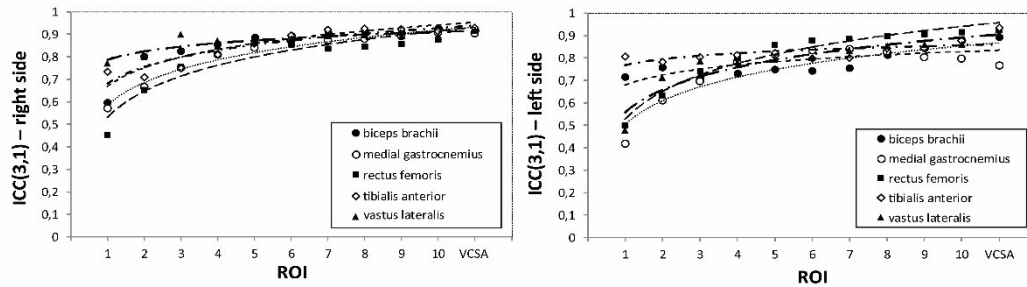 ICC(3,1) – right side
1
0,9
0,8
0,7
0,6
0,5
0,4
0,3
0,2
0,1
0
biceps brachii
medial gastrocnemius
rectus femoris
tibialis anterior
vastus lateralis
1 2 3 4 5 6 7 8 9 10 VCSA
ROI
ICC(3,1) – left side
1
0,9
0,8
0,7
0,6
0,5
0,4
0,3
0,2
0,1
0
biceps brachii
medial gastrocnemius
rectus femoris
tibialis anterior
vastus lateralis
1 2 3 4 5 6 7 8 9 10 VCSA
ROI